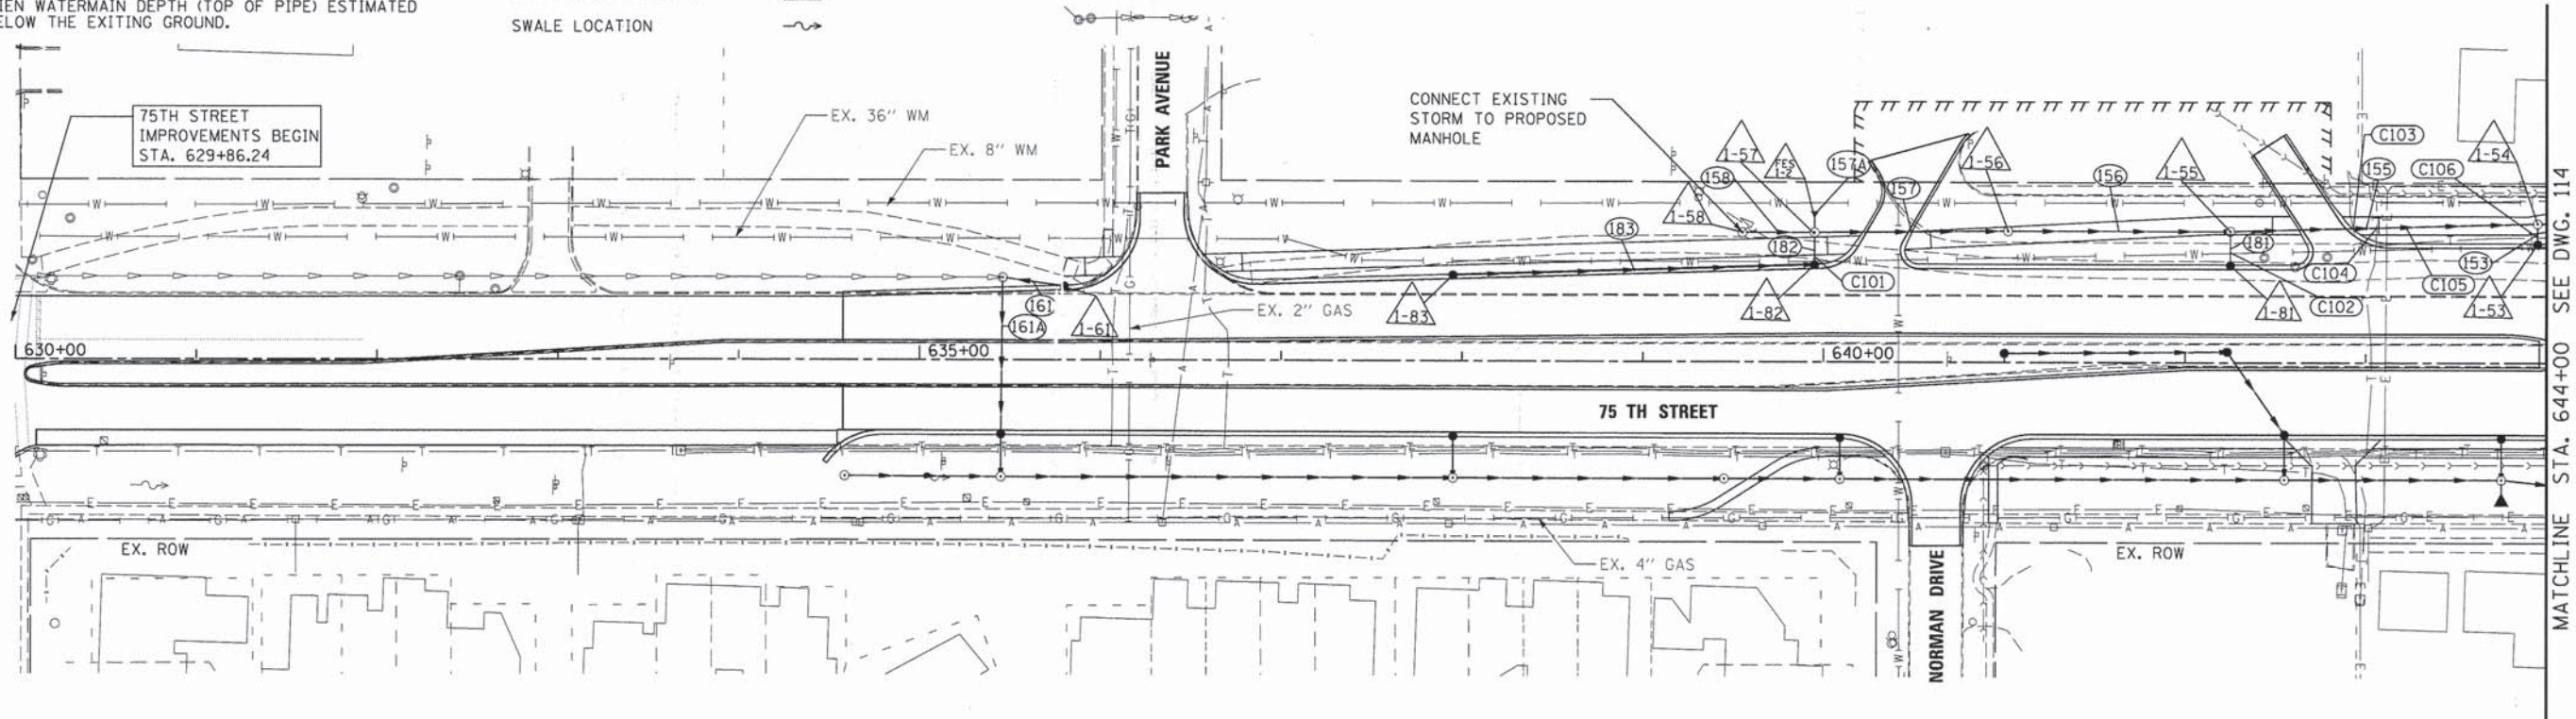 EN WATERMAIN DEPTH (TOP OF PIPE) ESTIMATED
ELOW THE EXITING GROUND.
SWALE LOCATION
75TH STREET
IMPROVEMENTS BEGIN
STA. 629+86.24
EX. 36" WM
EX. 8" WM
PARK AVENUE
CONNECT EXISTING
STORM TO PROPOSED
MANHOLE
1-57
FES
1-2
157A
158
1-58
157
1-56
156
1-55
C103
155
C106
1-54
183
182
181
C104
153
C101
C105
C102
161
161A
1-61
EX. 2" GAS
1-83
1-82
1-81
1-53
630+00
635+00
640+00
75 TH STREET
EX. ROW
EX. 4" GAS
EX. ROW
NORMAN DRIVE
MATCHLINE STA. 644+00 SEE DWG. 114